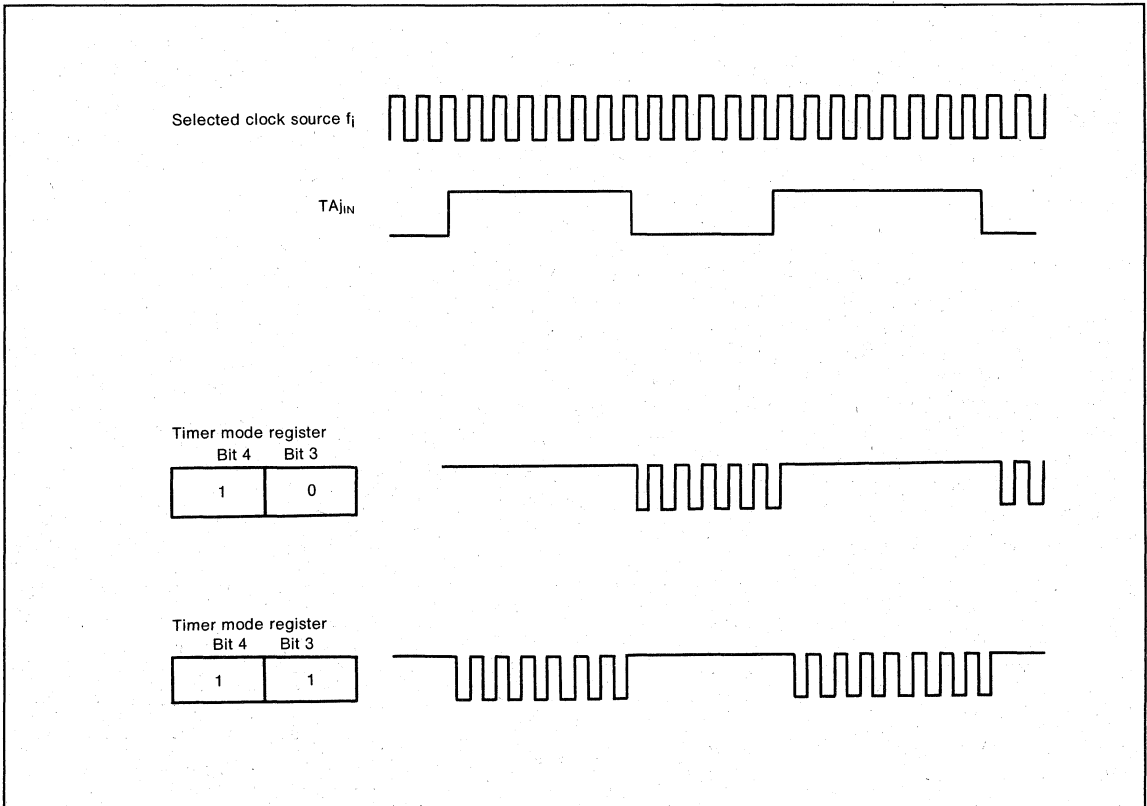 Selected clock source fi
TAjIN
Timer mode register
Bit 4 Bit 3
1 0
Timer mode register
Bit 4 Bit 3
1 1